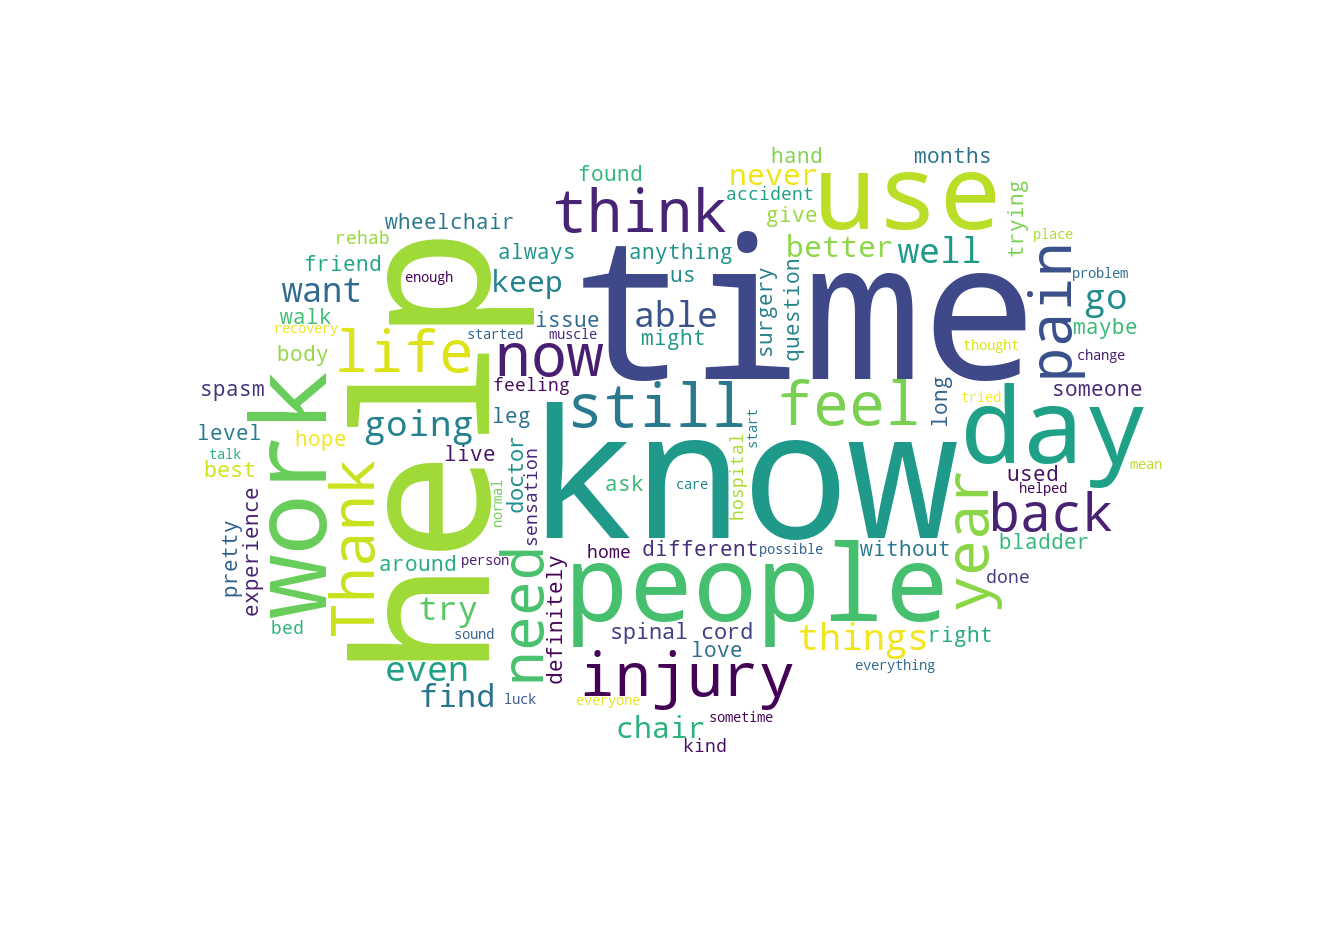 hand
months
found
never
use
accident
think
give
trying
wheelchair
place
rehab
always
anything
better
well
pain
friend
enough
keep
us
time
surgery
question
problem
want
help
able
go
walk
issue
recovery
started
muscle
might
maybe
life
now
thought
body
change
spasm
work
feeling
still
feel
long
tried
day
someone
going
leg
know
start
level
hope
live
doctor
talk
best
Thank
sensation
hospital
mean
used
ask
care
year
helped
normal
back
experience
pretty
around
person
need
home
different
possible
without
bladder
definitely
people
done
try
bed
sound
spinal cord
things
right
even
love
everything
injury
find
luck
everyone
chair
sometime
kind